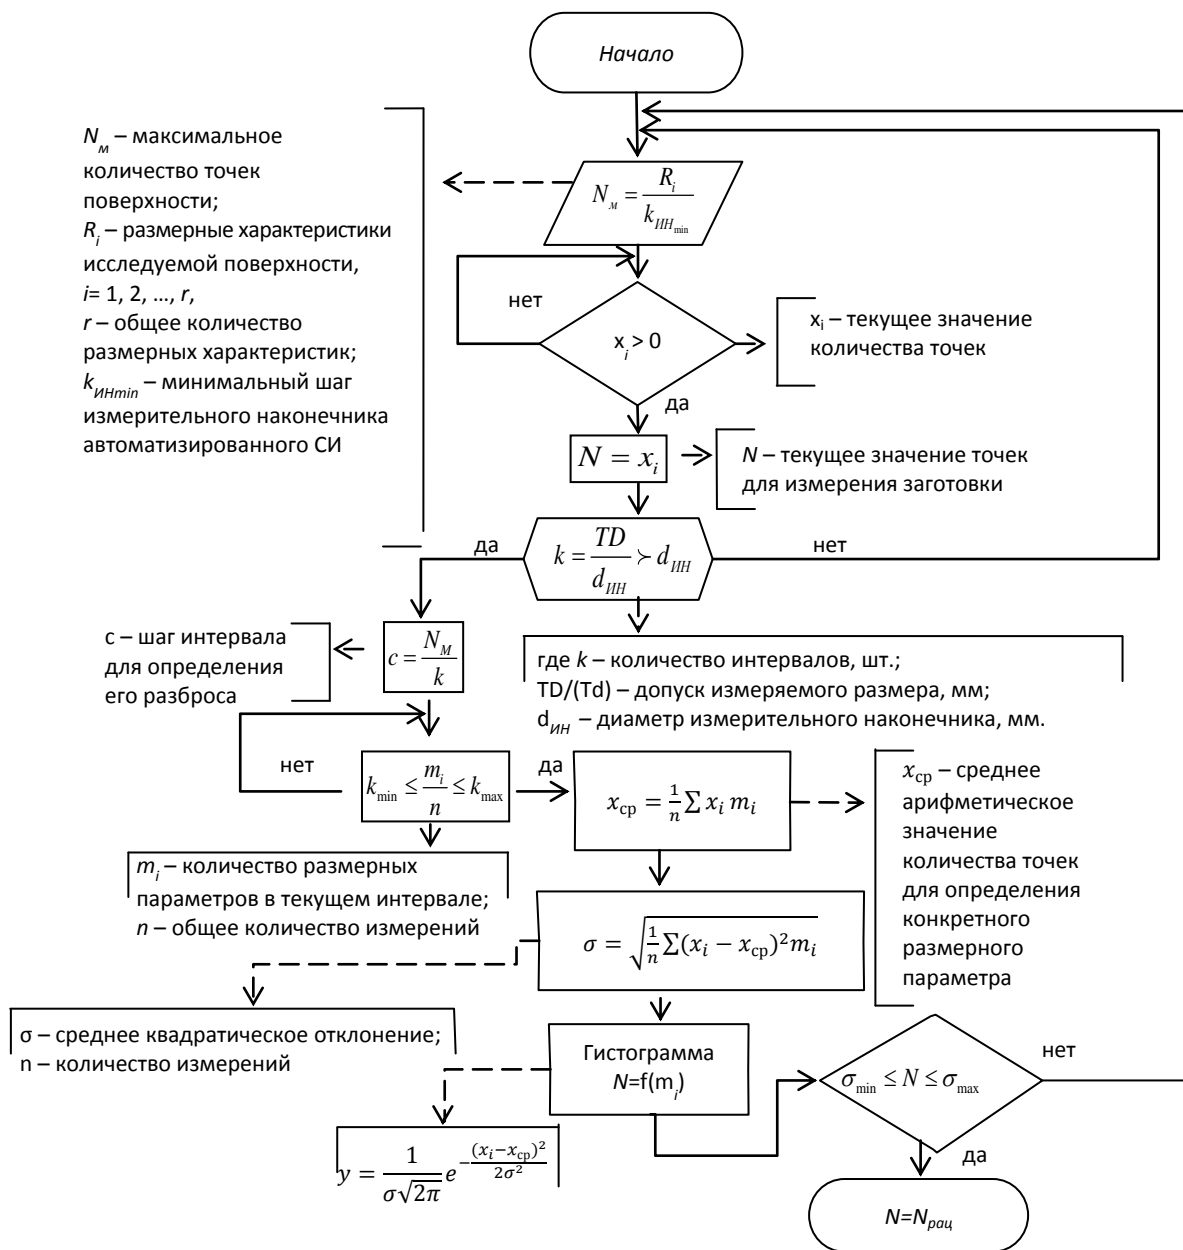 Начало
N_м – максимальное
количество точек
поверхности;
R_i – размерные характеристики
исследуемой поверхности,
i= 1, 2, ..., r,
r – общее количество
размерных характеристик;
k_ИНmin – минимальный шаг
измерительного наконечника
автоматизированного СИ
N_м = R_i / k_ИН_min
нет
x_i > 0
x_i – текущее значение
количества точек
да
N = x_i
N – текущее значение точек
для измерения заготовки
да
k = TD / d_ИН ≻ d_ИН
нет
c – шаг интервала
для определения
его разброса
c = N_M / k
где k – количество интервалов, шт.;
TD/(Td) – допуск измеряемого размера, мм;
d_ИН – диаметр измерительного наконечника, мм.
нет
k_min ≤ m_i / n ≤ k_max
да
x_ср = 1/n ∑ x_i m_i
x_ср – среднее
арифметическое
значение
количества точек
для определения
конкретного
размерного
параметра
m_i – количество размерных
параметров в текущем интервале;
n – общее количество измерений
σ = √(1/n ∑(x_i − x_ср)² m_i)
σ – среднее квадратическое отклонение;
n – количество измерений
Гистограмма
N=f(m_i)
σ_min ≤ N ≤ σ_max
нет
да
y = 1/(σ√2π) e^(−(x_i−x_ср)²/2σ²)
N=N_рац